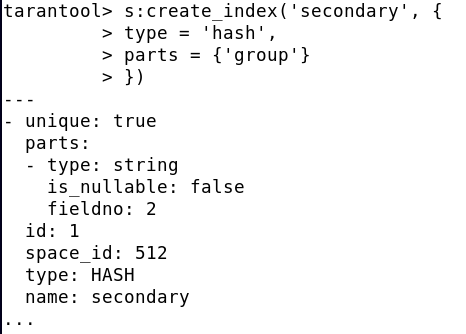 tarantool> s:create_index('secondary', {
         > type = 'hash',
         > parts = {'group'}
         > })
---
- unique: true
  parts:
  - type: string
    is_nullable: false
    fieldno: 2
  id: 1
  space_id: 512
  type: HASH
  name: secondary
...